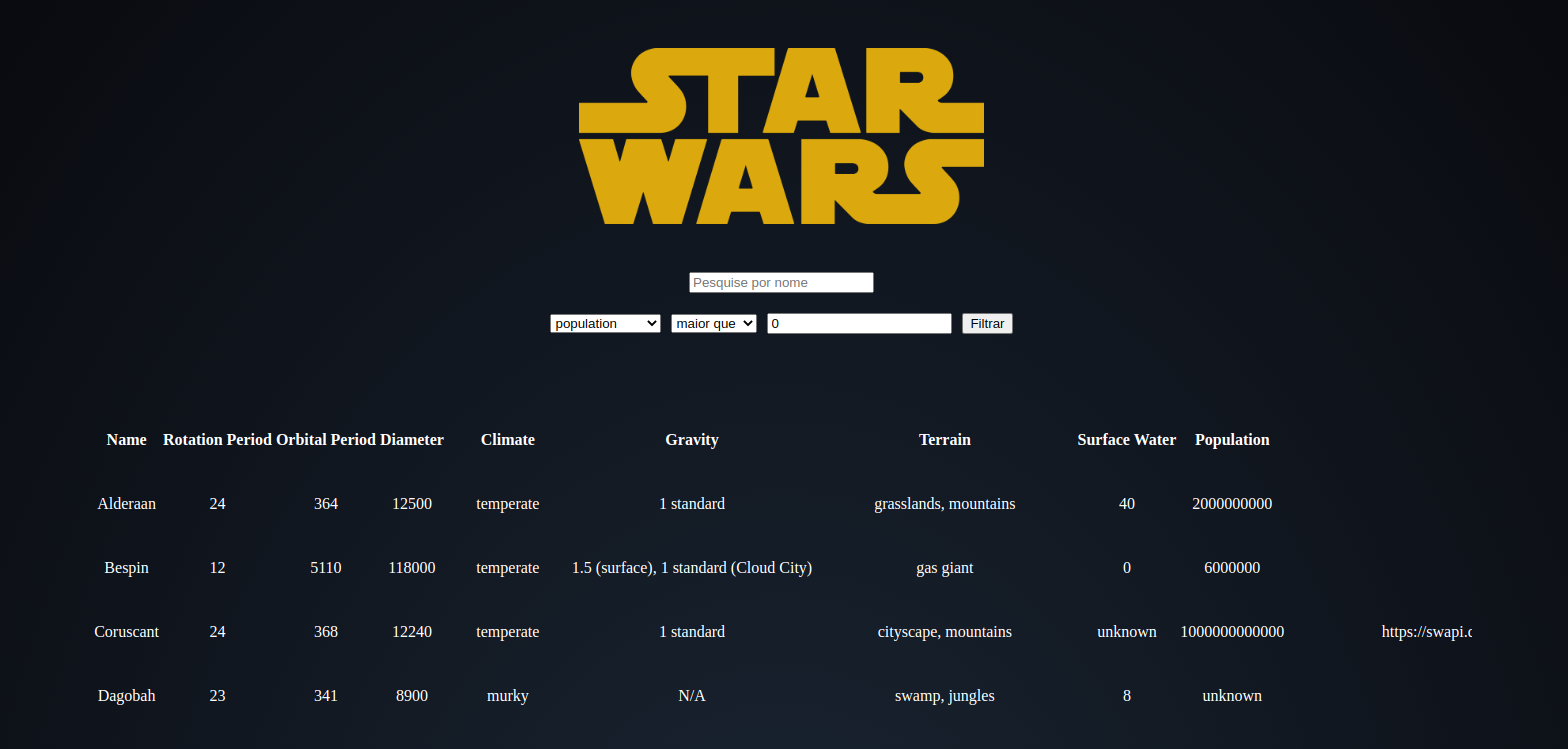 STAR
WARS
Pesquise por nome
population maior que 0 Filtrar
Name Rotation Period Orbital Period Diameter Climate Gravity Terrain Surface Water Population
Alderaan 24 364 12500 temperate 1 standard grasslands, mountains 40 2000000000
Bespin 12 5110 118000 temperate 1.5 (surface), 1 standard (Cloud City) gas giant 0 6000000
Coruscant 24 368 12240 temperate 1 standard cityscape, mountains unknown 1000000000000 https://swapi.
Dagobah 23 341 8900 murky N/A swamp, jungles 8 unknown